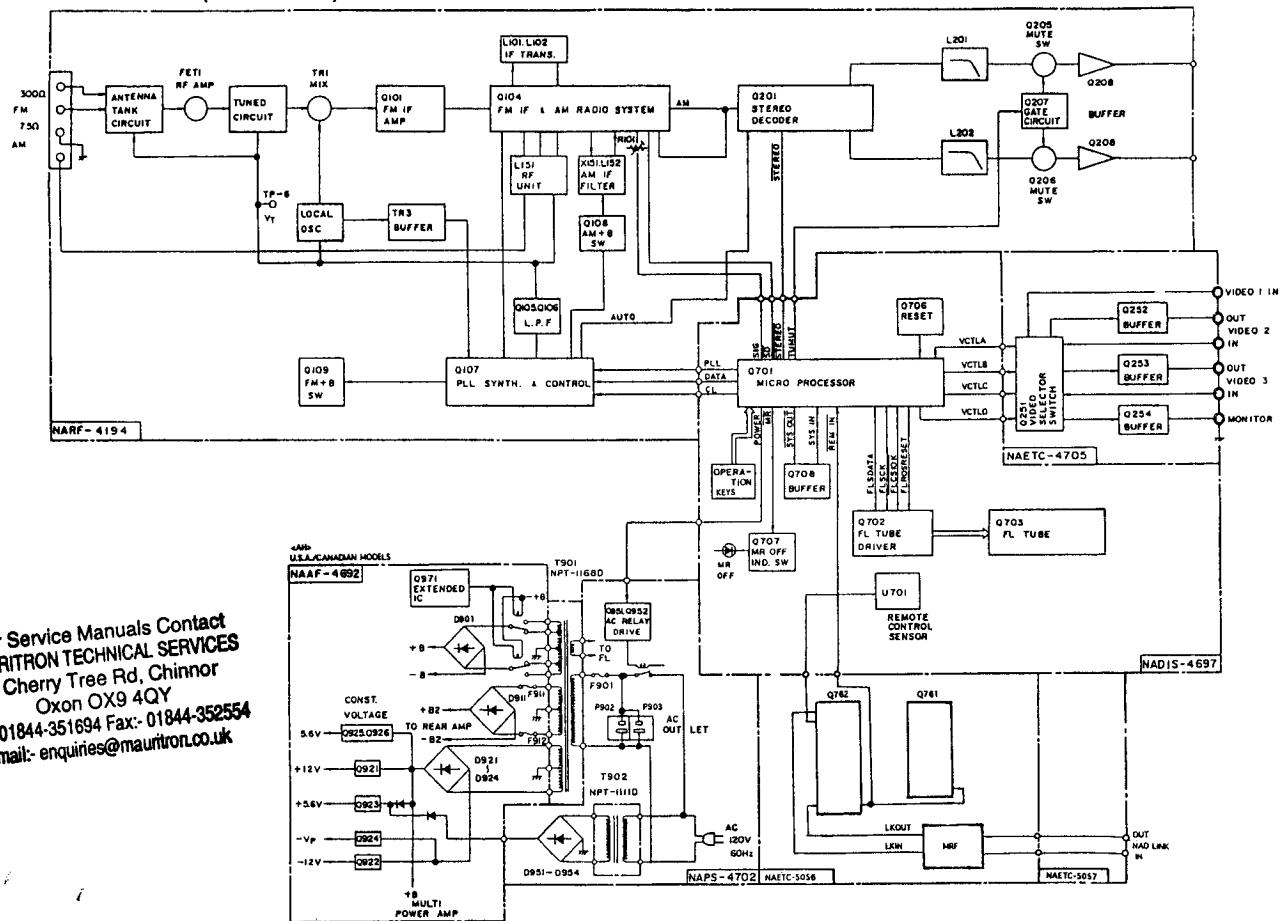 300Ω
FM
75Ω
AM
ANTENNA
TANK
CIRCUIT
FET1
RF AMP
TUNED
CIRCUIT
TR1
MIX
Q101
FM IF
AMP
L101, L102
IF TRANS.
Q104
FM IF & AM RADIO SYSTEM
AM
Q201
STEREO
DECODER
L201
L202
Q205
MUTE
SW
Q207
GATE
CIRCUIT
BUFFER
Q208
Q208
Q206
MUTE
SW
TP-6
VT
LOCAL
OSC
TR3
BUFFER
L151
RF
UNIT
X151, L152
AM IF
FILTER
R101
Q108
AM+B
SW
STEREO
Q105, Q106
L.P.F
AUTO
Q109
FM+B
SW
Q107
PLL SYNTH. & CONTROL
PLL
DATA
CL
SIG
SD
STEREO
TUMUT
Q701
MICRO PROCESSOR
Q706
RESET
VCTLA
VCTLB
VCTLC
VCTLD
Q251
VIDEO
SELECTOR
SWITCH
Q252
BUFFER
Q253
BUFFER
Q254
BUFFER
VIDEO 1 IN
OUT
VIDEO 2
IN
OUT
VIDEO 3
IN
MONITOR
NARF-4194
NAETC-4705
POWER
MR
SYS OUT
SYS IN
REM IN
FLSDATA
FLSCK
FLCSIOK
FLROSRESET
OPERA-
TION
KEYS
Q708
BUFFER
Q707
MR OFF
IND. SW
MR
OFF
Q702
FL TUBE
DRIVER
Q703
FL TUBE
U701
REMOTE
CONTROL
SENSOR
NADIS-4697
<AH>
U.S.A./CANADIAN MODELS
NAAF-4692
T901
NPT-1168D
Q971
EXTENDED
IC
+B
D801
+B
-B
TO
FL
Q951, Q952
AC RELAY
DRIVE
F901
D911
F911
+B2
TO REAR AMP
-B2
F912
P902
P903
AC
OUT LET
CONST.
VOLTAGE
5.6V
Q925, Q926
+12V
Q921
+5.6V
Q923
-VP
Q924
-12V
Q922
D921
~
D924
T902
NPT-1111D
D951-D954
AC
120V
60Hz
+B
MULTI
POWER AMP
NAPS-4702
NAETC-5056
NAETC-5057
Q762
Q761
LKOUT
LKIN
MRF
OUT
NAD LINK
IN
Service Manuals Contact
RITRON TECHNICAL SERVICES
Cherry Tree Rd, Chinnor
Oxon OX9 4QY
01844-351694 Fax:- 01844-352554
mail:- enquiries@mauritron.co.uk